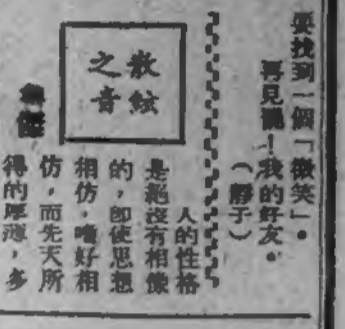 要找到一個「微笑」。
再見罷！我的好友。
（靜子）
散絃
之音
人的性格
是絕沒有相像
的，即使思想
相仿，嗜好相
仿，而先天所
得的厚薄，多